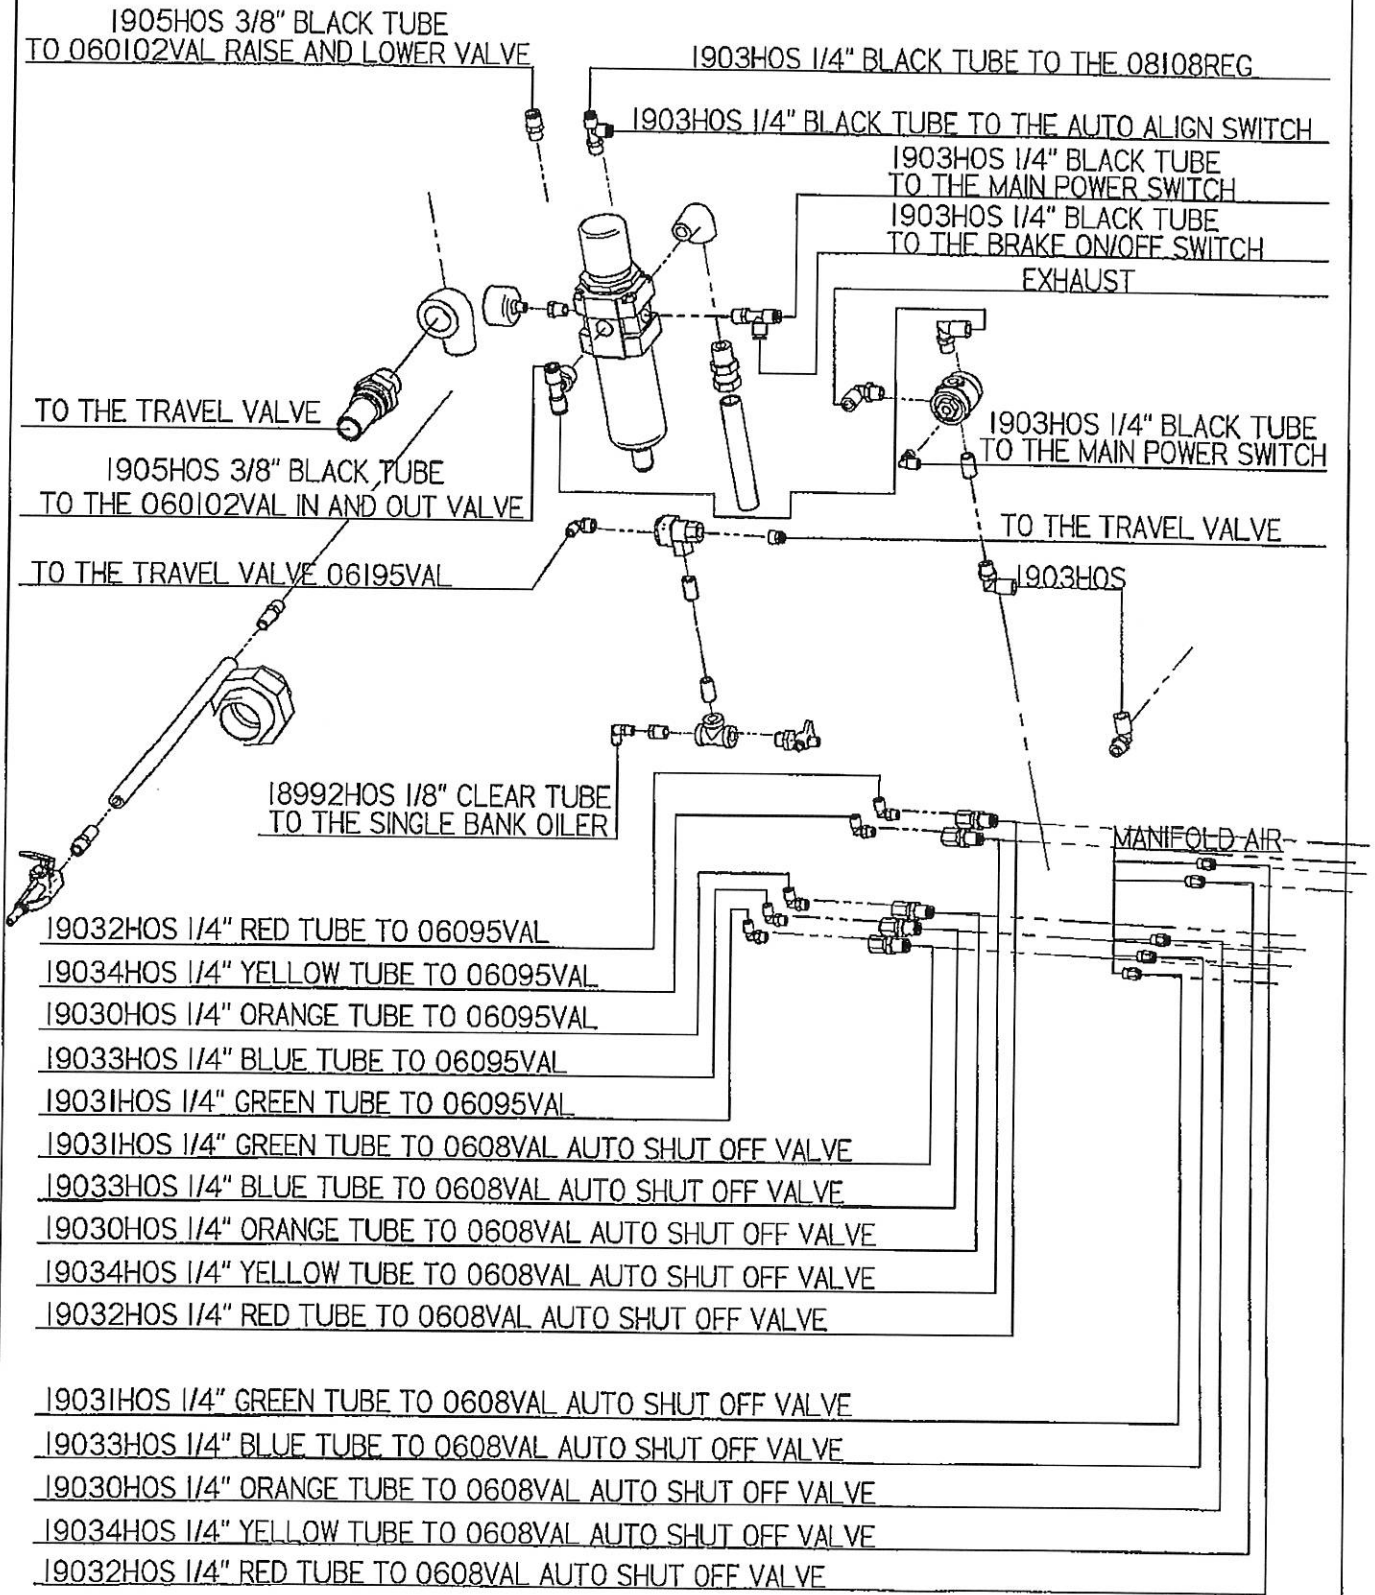 1905HOS 3/8" BLACK TUBE
TO 060102VAL RAISE AND LOWER VALVE
1903HOS 1/4" BLACK TUBE TO THE 08108REG
1903HOS 1/4" BLACK TUBE TO THE AUTO ALIGN SWITCH
1903HOS 1/4" BLACK TUBE
TO THE MAIN POWER SWITCH
1903HOS 1/4" BLACK TUBE
TO THE BRAKE ON/OFF SWITCH
EXHAUST
TO THE TRAVEL VALVE
1903HOS 1/4" BLACK TUBE
TO THE MAIN POWER SWITCH
1905HOS 3/8" BLACK TUBE
TO THE 060102VAL IN AND OUT VALVE
TO THE TRAVEL VALVE
TO THE TRAVEL VALVE 06195VAL
1903HOS
18992HOS 1/8" CLEAR TUBE
TO THE SINGLE BANK OILER
MANIFOLD AIR
19032HOS 1/4" RED TUBE TO 06095VAL
19034HOS 1/4" YELLOW TUBE TO 06095VAL
19030HOS 1/4" ORANGE TUBE TO 06095VAL
19033HOS 1/4" BLUE TUBE TO 06095VAL
19031HOS 1/4" GREEN TUBE TO 06095VAL
19031HOS 1/4" GREEN TUBE TO 0608VAL AUTO SHUT OFF VALVE
19033HOS 1/4" BLUE TUBE TO 0608VAL AUTO SHUT OFF VALVE
19030HOS 1/4" ORANGE TUBE TO 0608VAL AUTO SHUT OFF VALVE
19034HOS 1/4" YELLOW TUBE TO 0608VAL AUTO SHUT OFF VALVE
19032HOS 1/4" RED TUBE TO 0608VAL AUTO SHUT OFF VALVE
19031HOS 1/4" GREEN TUBE TO 0608VAL AUTO SHUT OFF VALVE
19033HOS 1/4" BLUE TUBE TO 0608VAL AUTO SHUT OFF VALVE
19030HOS 1/4" ORANGE TUBE TO 0608VAL AUTO SHUT OFF VALVE
19034HOS 1/4" YELLOW TUBE TO 0608VAL AUTO SHUT OFF VALVE
19032HOS 1/4" RED TUBE TO 0608VAL AUTO SHUT OFF VALVE